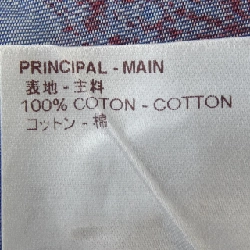 PRINCIPAL - MAIN
表地 - 主料
100% COTON - COTTON
コットン - 棉